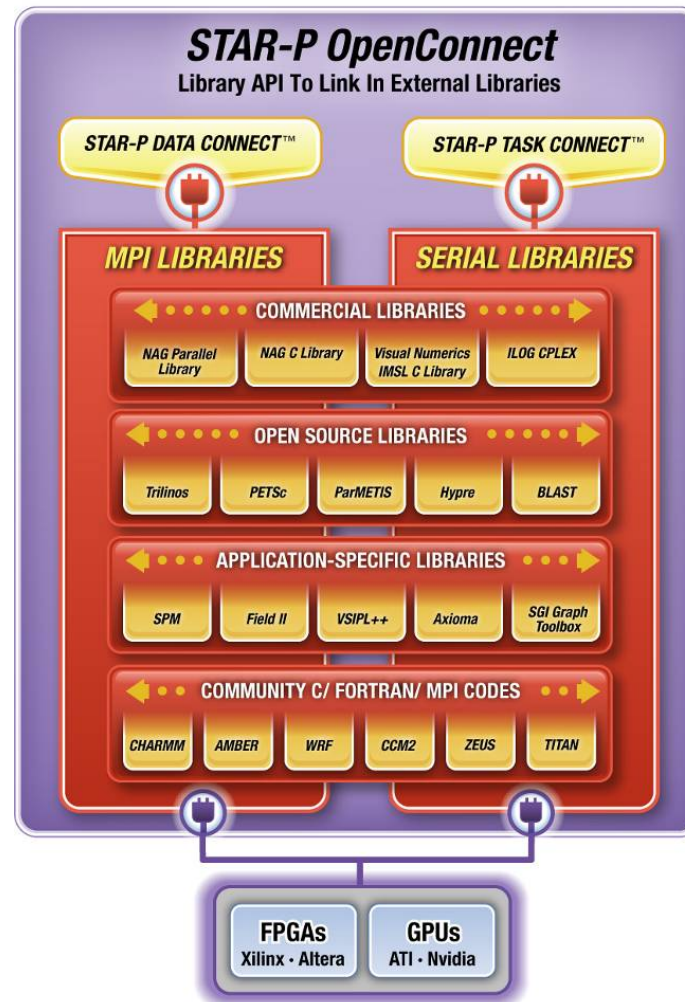 STAR-P OpenConnect
Library API To Link In External Libraries
STAR-P DATA CONNECT™
STAR-P TASK CONNECT™
MPI LIBRARIES
SERIAL LIBRARIES
COMMERCIAL LIBRARIES
NAG Parallel
Library
NAG C Library
Visual Numerics
IMSL C Library
ILOG CPLEX
OPEN SOURCE LIBRARIES
Trilinos
PETSc
ParMETIS
Hypre
BLAST
APPLICATION-SPECIFIC LIBRARIES
SPM
Field II
VSIPL++
Axioma
SGI Graph
Toolbox
COMMUNITY C/ FORTRAN/ MPI CODES
CHARMM
AMBER
WRF
CCM2
ZEUS
TITAN
FPGAs
Xilinx · Altera
GPUs
ATI · Nvidia